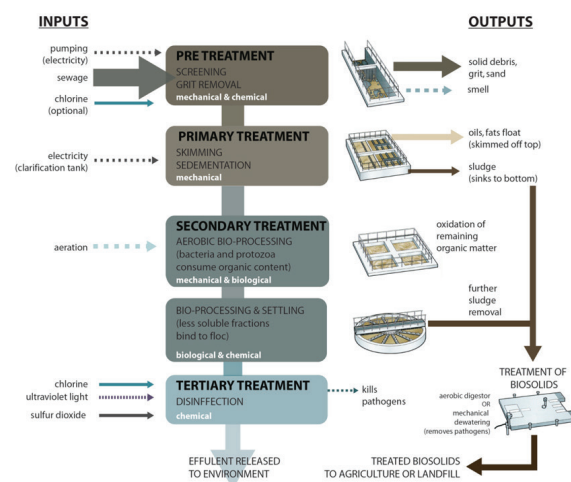 INPUTS
OUTPUTS
pumping
(electricity)
sewage
chlorine
(optional)
PRE TREATMENT
SCREENING
GRIT REMOVAL
mechanical & chemical
solid debris,
grit, sand
smell
electricity
(clarification tank)
PRIMARY TREATMENT
SKIMMING
SEDEMENTATION
mechanical
oils, fats float
(skimmed off top)
sludge
(sinks to bottom)
aeration
SECONDARY TREATMENT
AEROBIC BIO-PROCESSING
(bacteria and protozoa
consume organic content)
mechanical & biological
oxidation of
remaining
organic matter
BIO-PROCESSING & SETTLING
(less soluble fractions
bind to floc)
biological & chemical
further
sludge
removal
chlorine
ultraviolet light
sulfur dioxide
TERTIARY TREATMENT
DISINFFECTION
chemical
kills
pathogens
TREATMENT OF
BIOSOLIDS
aerobic digestor
OR
mechanical
dewatering
(removes pathogens)
EFFULENT RELEASED
TO ENVIRONMENT
TREATED BIOSOLIDS
TO AGRICULTURE OR LANDFILL